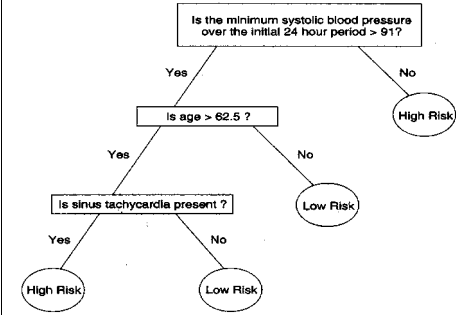 Is the minimum systolic blood pressure
over the initial 24 hour period > 91?
Yes
No
Is age > 62.5 ?
High Risk
Yes
No
Is sinus tachycardia present ?
Low Risk
Yes
No
High Risk
Low Risk